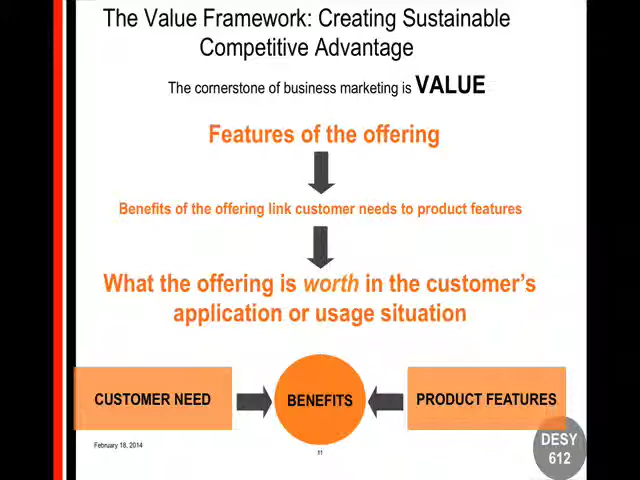 The Value Framework: Creating Sustainable
Competitive Advantage
The cornerstone of business marketing is VALUE
Features of the offering
Benefits of the offering link customer needs to product features
What the offering is worth in the customer's
application or usage situation
CUSTOMER NEED
BENEFITS
PRODUCT FEATURES
February 18, 2014
11
DESY
612